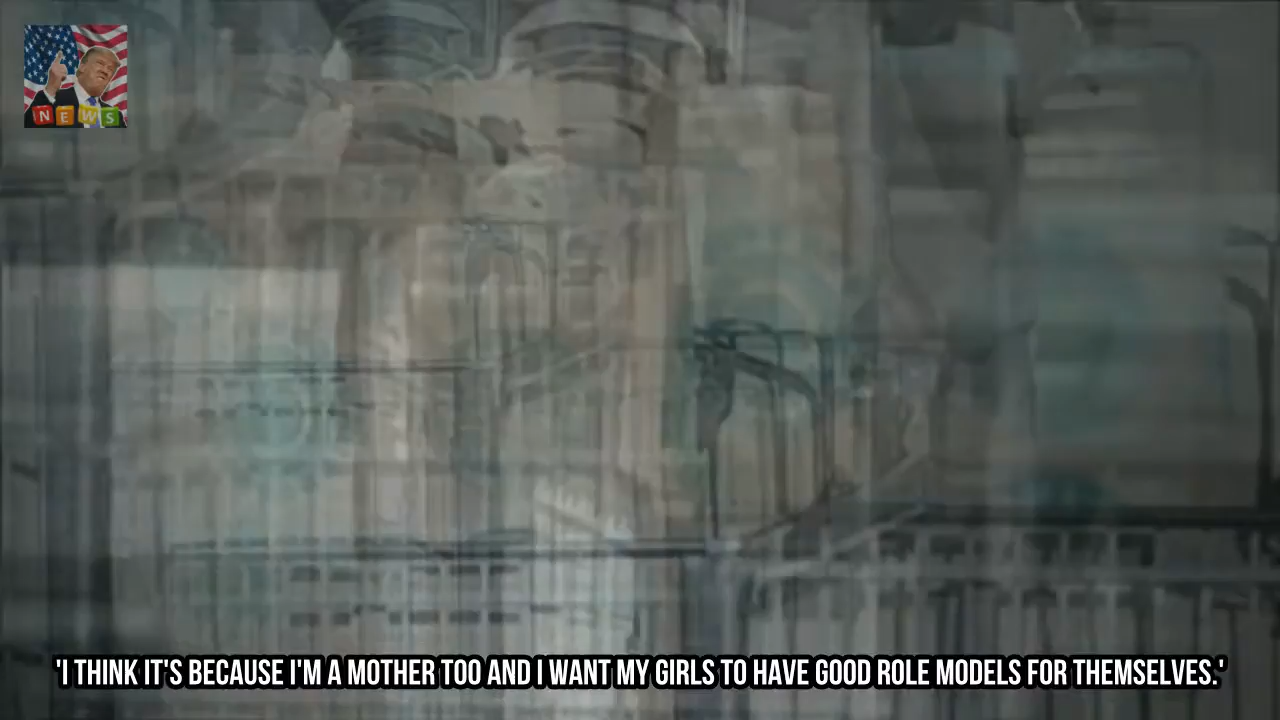 NEWS
'I THINK IT'S BECAUSE I'M A MOTHER TOO AND I WANT MY GIRLS TO HAVE GOOD ROLE MODELS FOR THEMSELVES.'